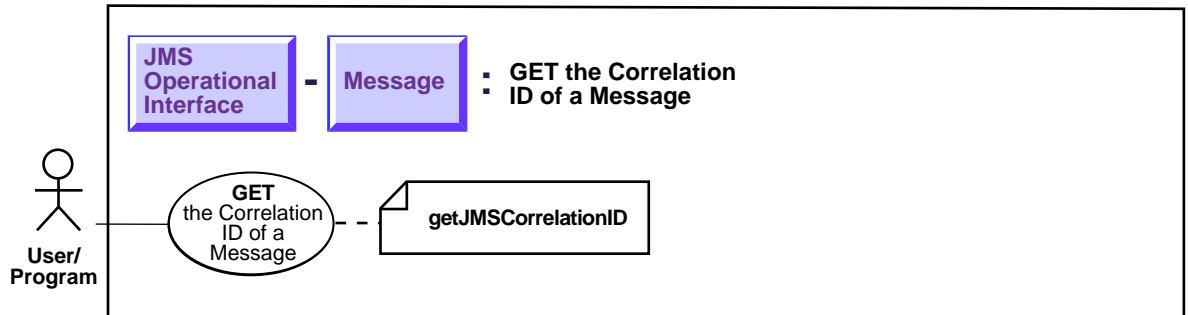 JMS
Operational
Interface
-
Message
:
GET the Correlation
ID of a Message
GET
the Correlation
ID of a
Message
getJMSCorrelationID
User/
Program